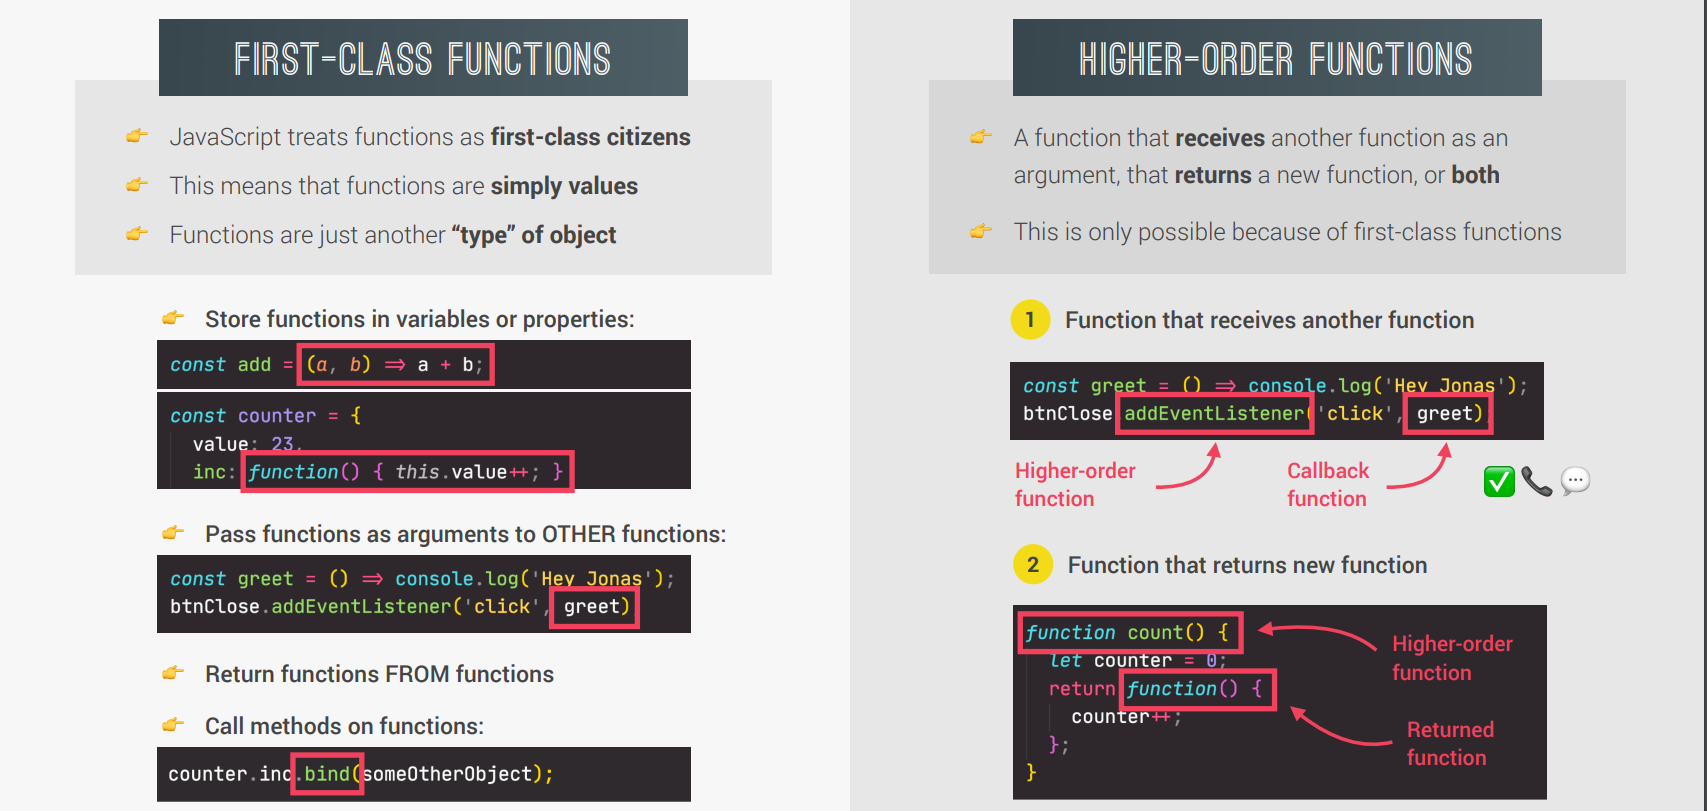 FIRST-CLASS FUNCTIONS
JavaScript treats functions as first-class citizens
This means that functions are simply values
Functions are just another “type” of object
Store functions in variables or properties:
const add = (a, b) => a + b;
const counter = {
value: 23,
inc: function() { this.value++; }
Pass functions as arguments to OTHER functions:
const greet = () => console.log('Hey Jonas');
btnClose.addEventListener('click', greet)
Return functions FROM functions
Call methods on functions:
counter.inc.bind(someOtherObject);
HIGHER-ORDER FUNCTIONS
A function that receives another function as an
argument, that returns a new function, or both
This is only possible because of first-class functions
1 Function that receives another function
const greet = () => console.log('Hey Jonas');
btnClose.addEventListener('click', greet)
Higher-order
function
Callback
function
2 Function that returns new function
function count() {
let counter = 0;
return function() {
counter++;
};
}
Higher-order
function
Returned
function